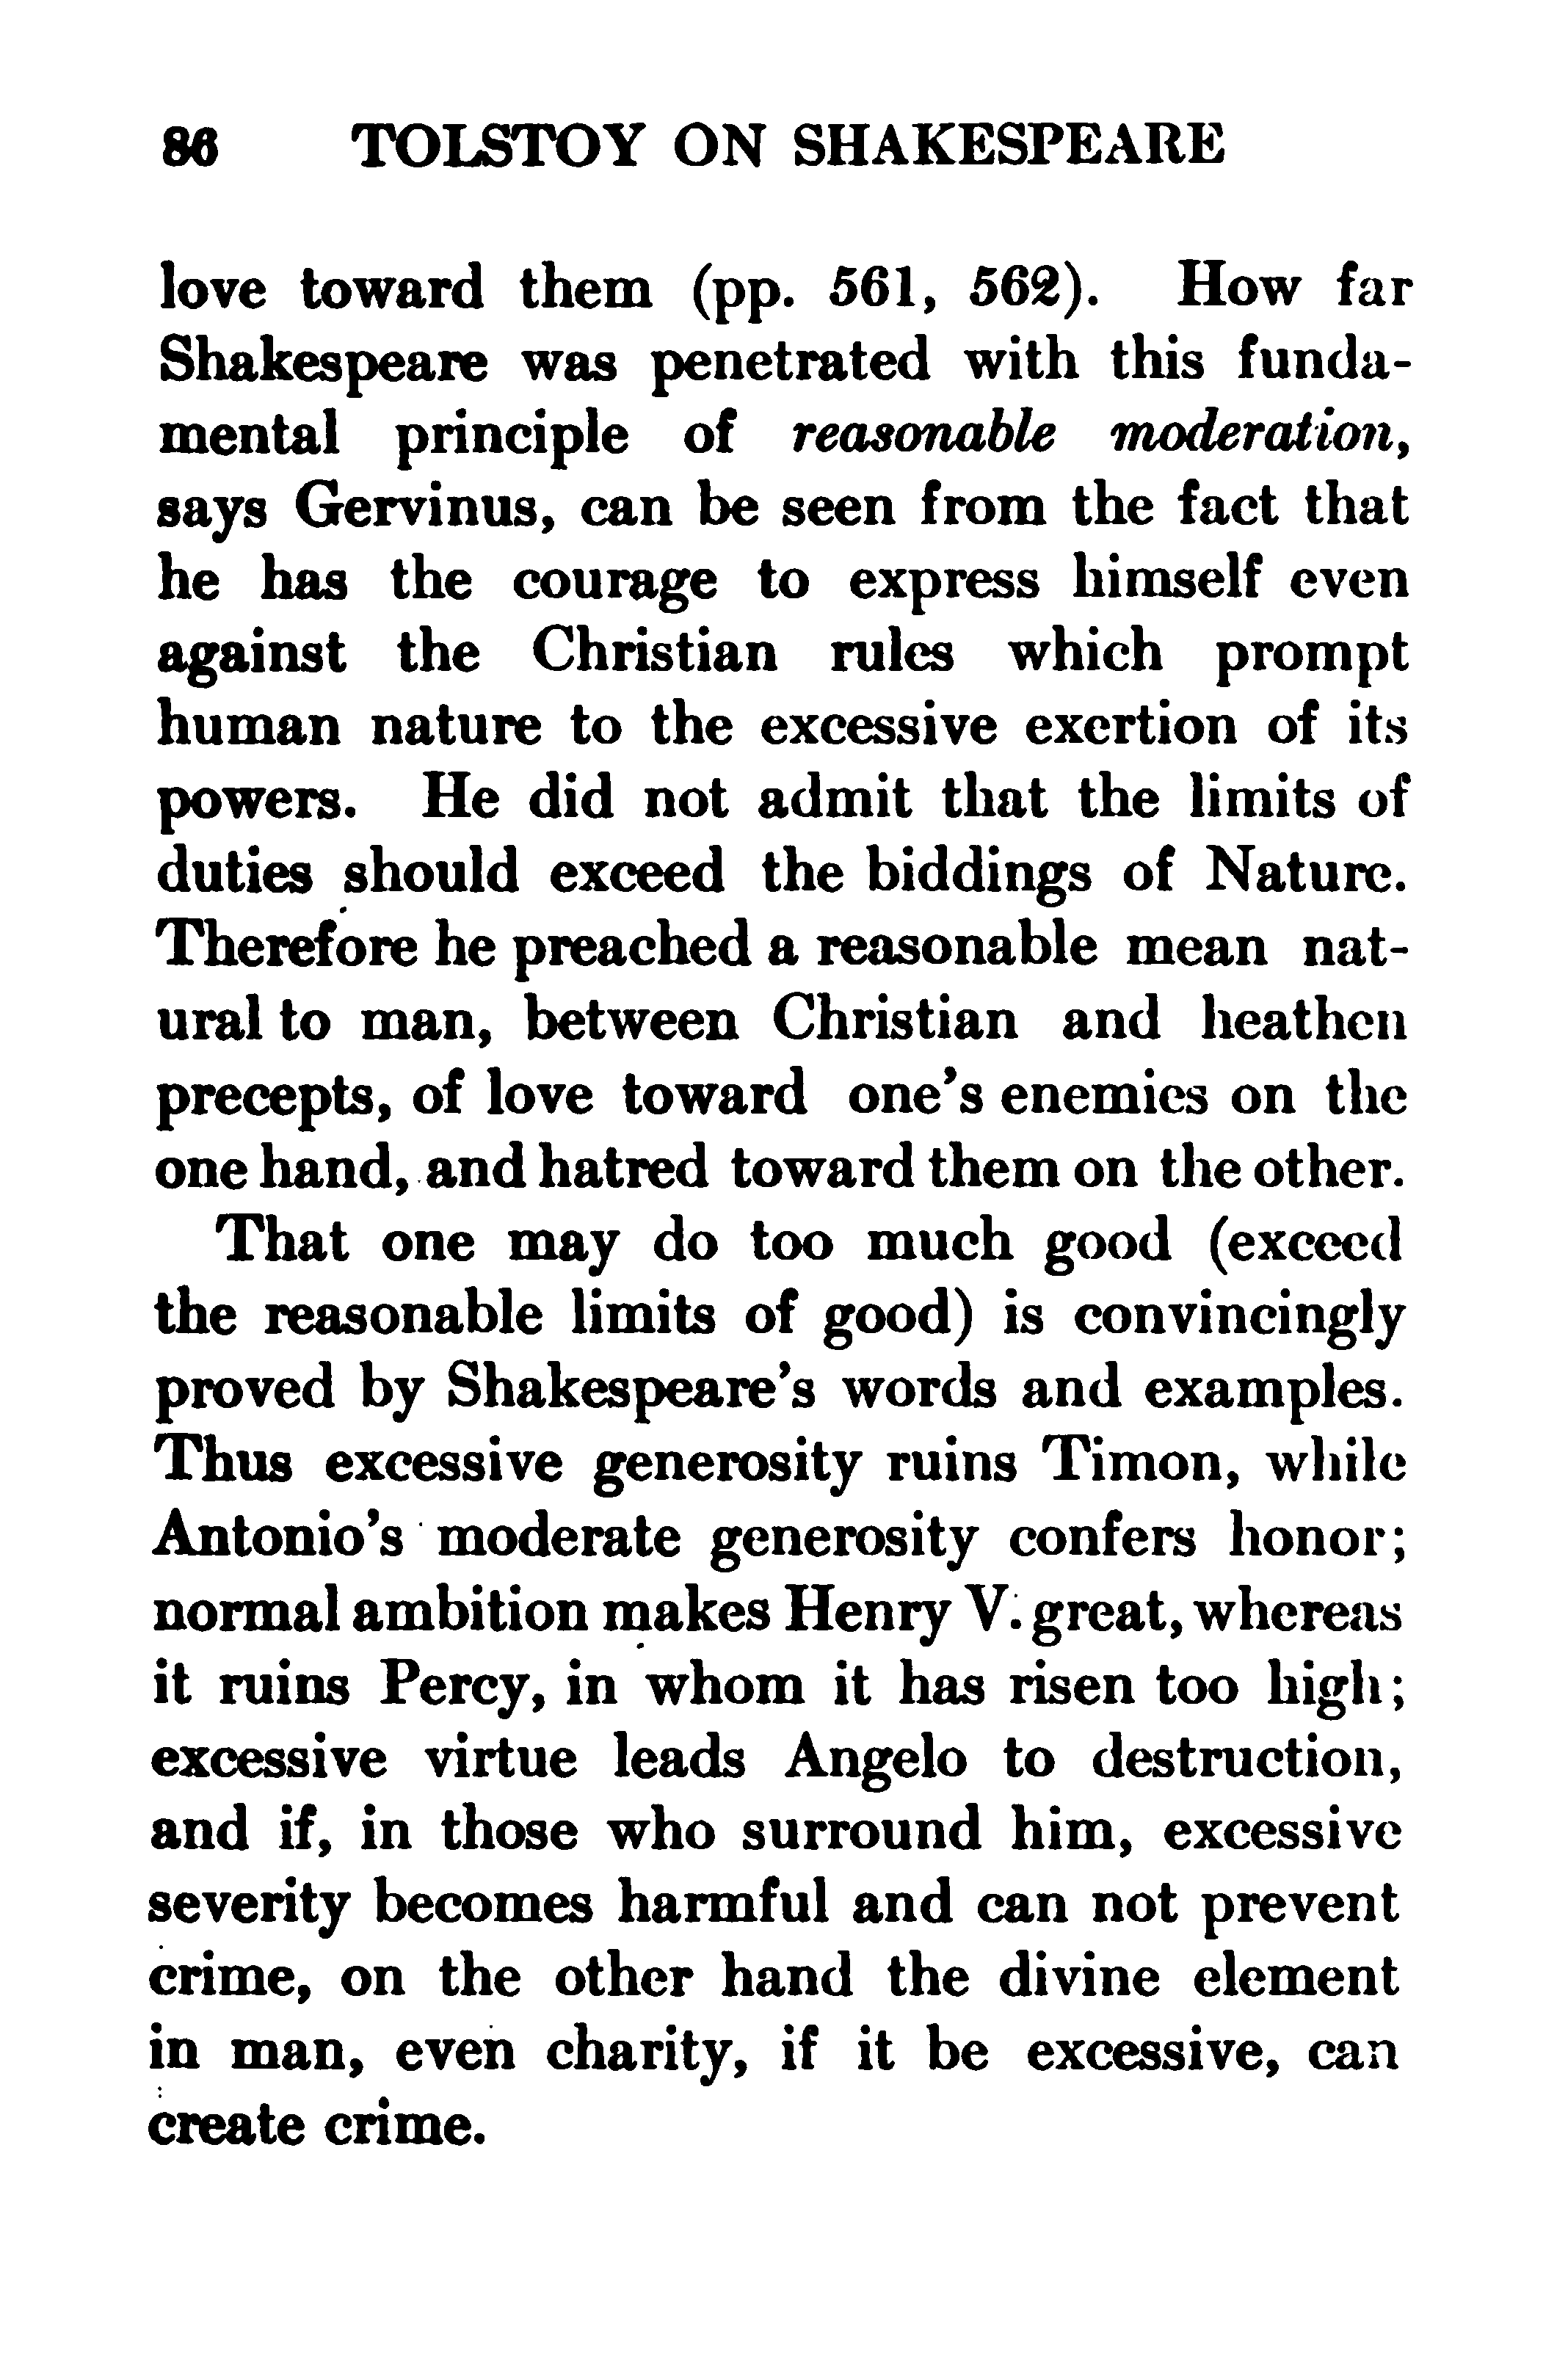 86 TOLSTOY ON SHAKESPEARE
love toward them (pp. 561, 562). How far
Shakespeare was penetrated with this funda-
mental principle of reasonable moderation,
says Gervinus, can be seen from the fact that
he has the courage to express himself even
against the Christian rules which prompt
human nature to the excessive exertion of its
powers. He did not admit that the limits of
duties should exceed the biddings of Nature.
Therefore he preached a reasonable mean nat-
ural to man, between Christian and heathen
precepts, of love toward one's enemies on the
one hand, and hatred toward them on the other.
That one may do too much good (exceed
the reasonable limits of good) is convincingly
proved by Shakespeare's words and examples.
Thus excessive generosity ruins Timon, while
Antonio's moderate generosity confers honor;
normal ambition makes Henry V. great, whereas
it ruins Percy, in whom it has risen too high;
excessive virtue leads Angelo to destruction,
and if, in those who surround him, excessive
severity becomes harmful and can not prevent
crime, on the other hand the divine element
in man, even charity, if it be excessive, can
create crime.